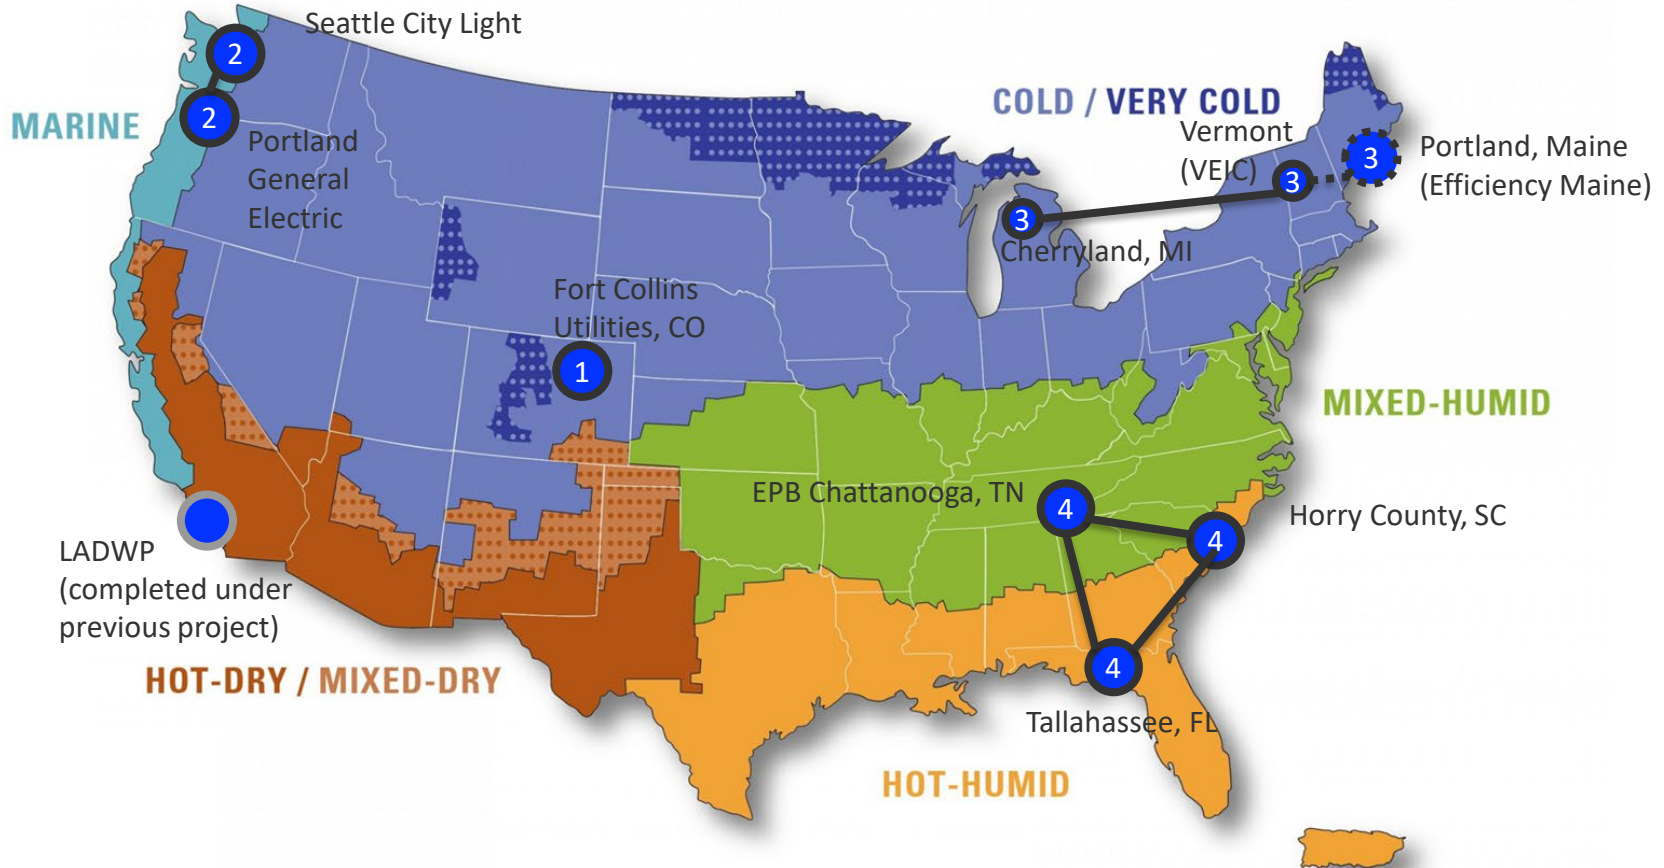 Seattle City Light
2
MARINE
2
Portland
General
Electric
COLD / VERY COLD
Vermont
(VEIC)
3
3
Portland, Maine
(Efficiency Maine)
3
Cherryland, MI
Fort Collins
Utilities, CO
1
MIXED-HUMID
EPB Chattanooga, TN
4
4
Horry County, SC
LADWP
(completed under
previous project)
HOT-DRY / MIXED-DRY
4
Tallahassee, FL
HOT-HUMID